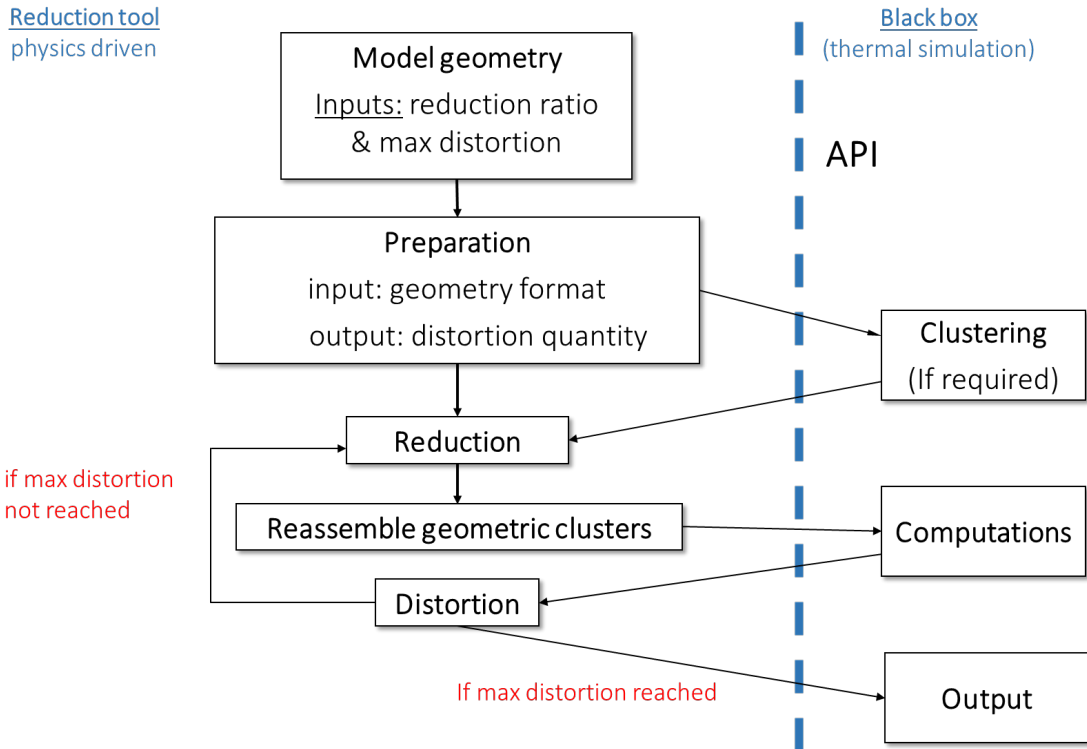 Reduction tool
physics driven
Black box
(thermal simulation)
Model geometry
Inputs: reduction ratio
& max distortion
API
Preparation
input: geometry format
output: distortion quantity
Clustering
(If required)
Reduction
if max distortion
not reached
Reassemble geometric clusters
Computations
Distortion
If max distortion reached
Output